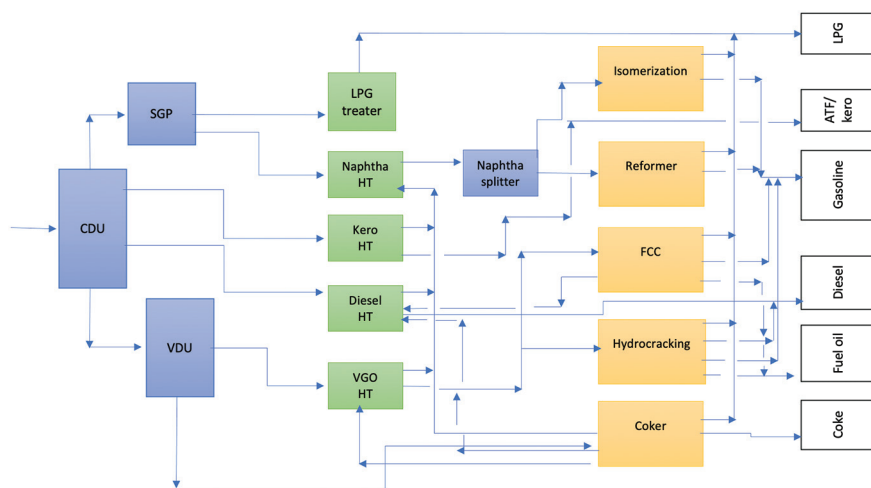 LPG
Isomerization
SGP
LPG
treater
ATF/
kero
Naphtha
HT
Naphtha
splitter
Reformer
Gasoline
CDU
Kero
HT
FCC
Diesel
HT
Diesel
VDU
Hydrocracking
Fuel oil
VGO
HT
Coker
Coke